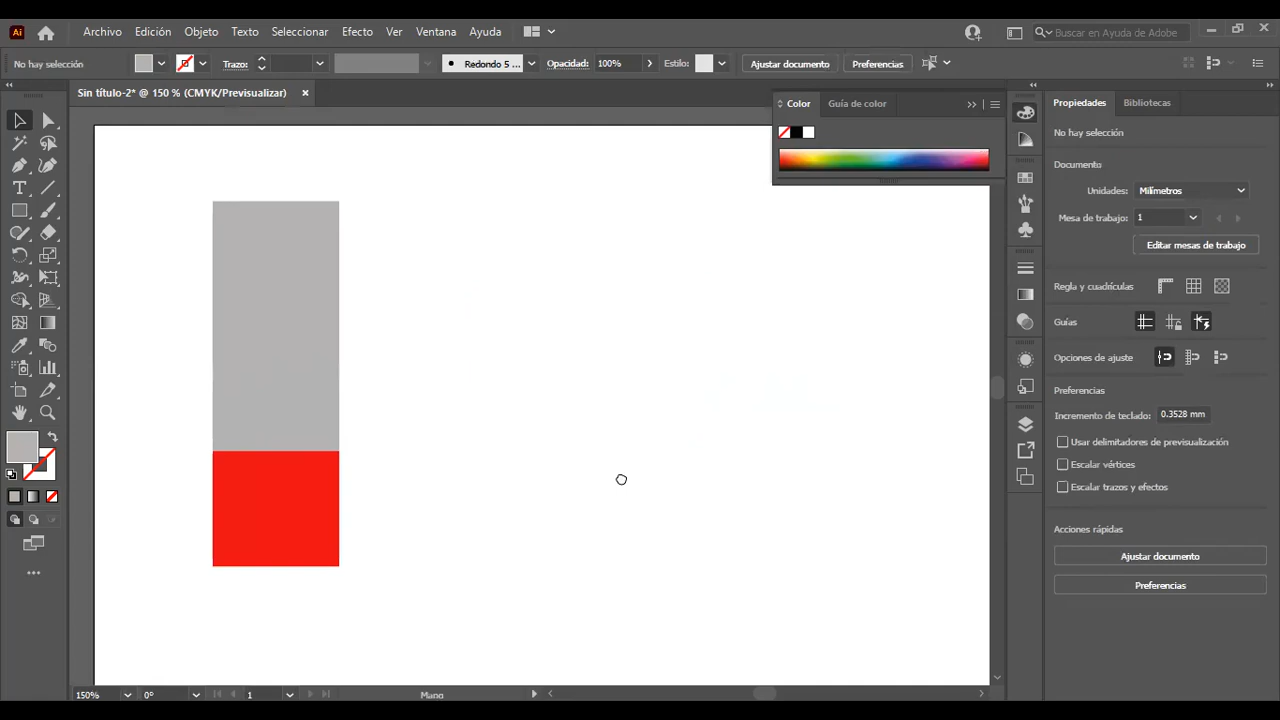 Ai Archivo Edición Objeto Texto Seleccionar Efecto Ver Ventana Ayuda Buscar en Ayuda de Adobe
No hay selección Trazo: Redondo 5 ... Opacidad: 100% Estilo: Ajustar documento Preferencias
Sin título-2* @ 150 % (CMYK/Previsualizar)
Color Guía de color
Propiedades Bibliotecas
No hay selección
Documento
Unidades: Milímetros
Mesa de trabajo: 1
Editar mesas de trabajo
Regla y cuadrículas
Guías
Opciones de ajuste
Preferencias
Incremento de teclado: 0.3528 mm
Usar delimitadores de previsualización
Escalar vértices
Escalar trazos y efectos
Acciones rápidas
Ajustar documento
Preferencias
150% 0° 1 Mano